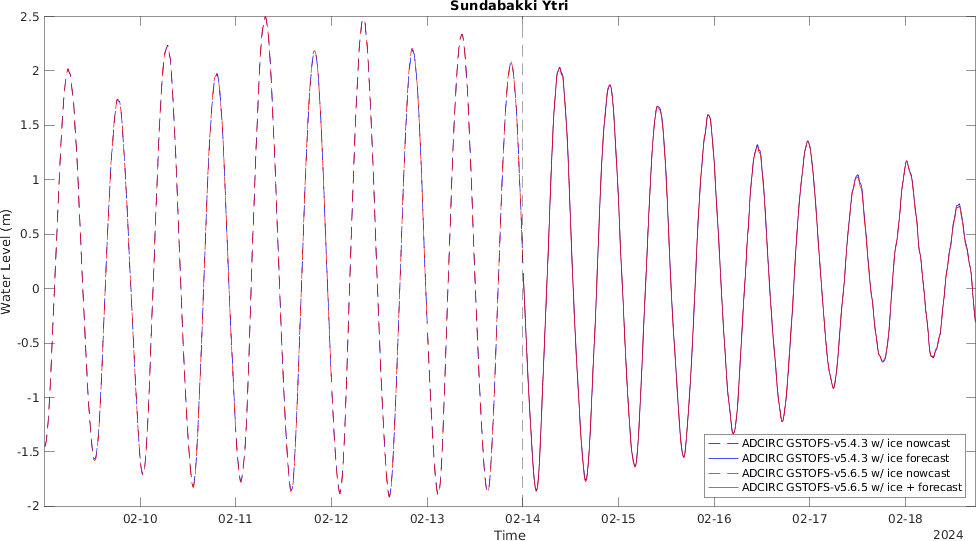 Sundabakki Ytri
2.5
2
1.5
1
0.5
0
-0.5
-1
-1.5
-2
Water Level (m)
ADCIRC GSTOFS-v5.4.3 w/ ice nowcast
ADCIRC GSTOFS-v5.4.3 w/ ice forecast
ADCIRC GSTOFS-v5.6.5 w/ ice nowcast
ADCIRC GSTOFS-v5.6.5 w/ ice + forecast
02-10 02-11 02-12 02-13 02-14 02-15 02-16 02-17 02-18
Time
2024